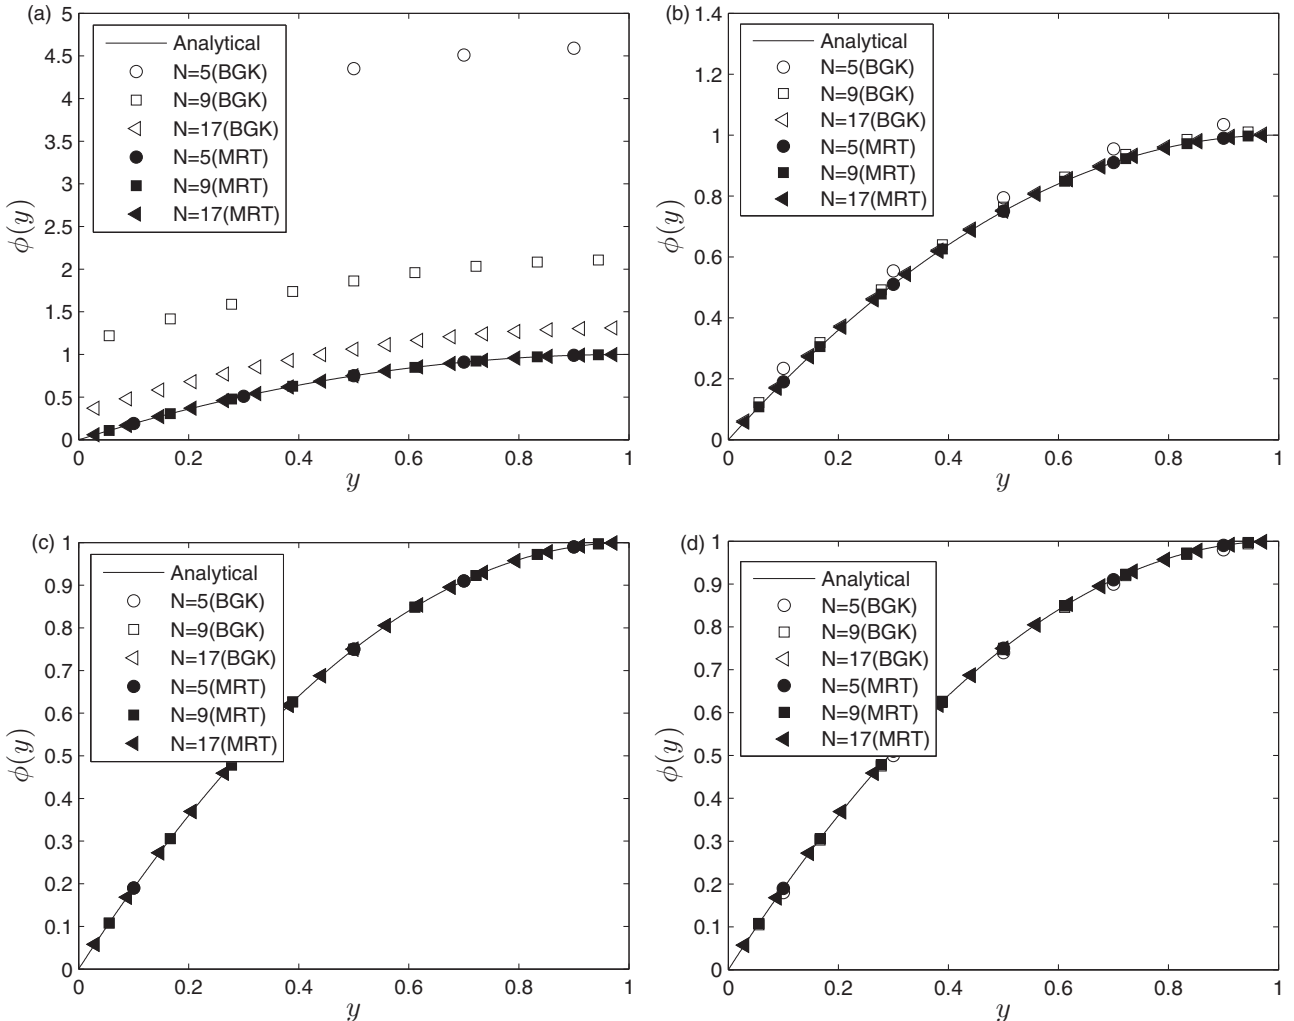 (a)
5
4.5
4
3.5
3
2.5
2
1.5
1
0.5
0
ϕ(y)
Analytical
N=5(BGK)
N=9(BGK)
N=17(BGK)
N=5(MRT)
N=9(MRT)
N=17(MRT)
0 0.2 0.4 0.6 0.8 1
y
(b)
1.4
1.2
1
0.8
0.6
0.4
0.2
0
ϕ(y)
Analytical
N=5(BGK)
N=9(BGK)
N=17(BGK)
N=5(MRT)
N=9(MRT)
N=17(MRT)
0 0.2 0.4 0.6 0.8 1
y
(c)
1
0.9
0.8
0.7
0.6
0.5
0.4
0.3
0.2
0.1
0
ϕ(y)
Analytical
N=5(BGK)
N=9(BGK)
N=17(BGK)
N=5(MRT)
N=9(MRT)
N=17(MRT)
0 0.2 0.4 0.6 0.8 1
y
(d)
1
0.9
0.8
0.7
0.6
0.5
0.4
0.3
0.2
0.1
0
ϕ(y)
Analytical
N=5(BGK)
N=9(BGK)
N=17(BGK)
N=5(MRT)
N=9(MRT)
N=17(MRT)
0 0.2 0.4 0.6 0.8 1
y